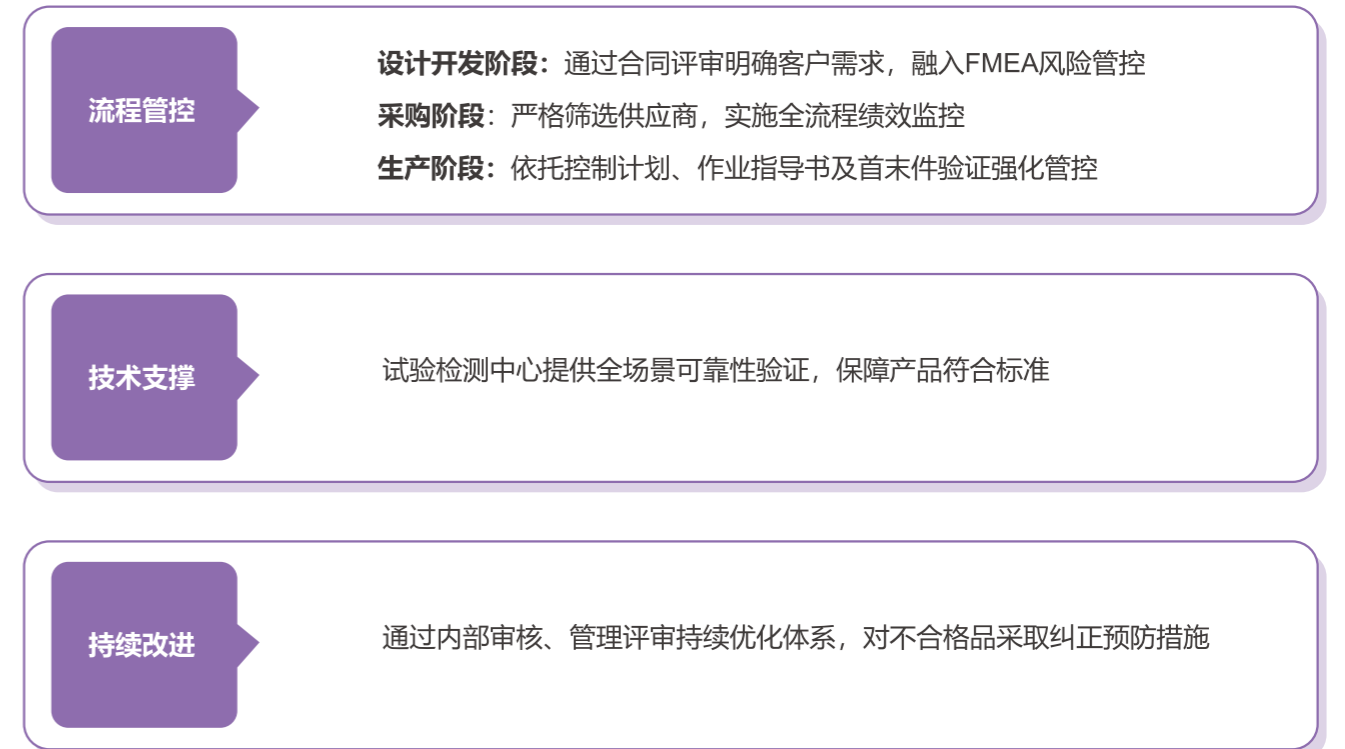 流程管控
设计开发阶段：通过合同评审明确客户需求，融入FMEA风险管控
采购阶段：严格筛选供应商，实施全流程绩效监控
生产阶段：依托控制计划、作业指导书及首末件验证强化管控
技术支撑
试验检测中心提供全场景可靠性验证，保障产品符合标准
持续改进
通过内部审核、管理评审持续优化体系，对不合格品采取纠正预防措施